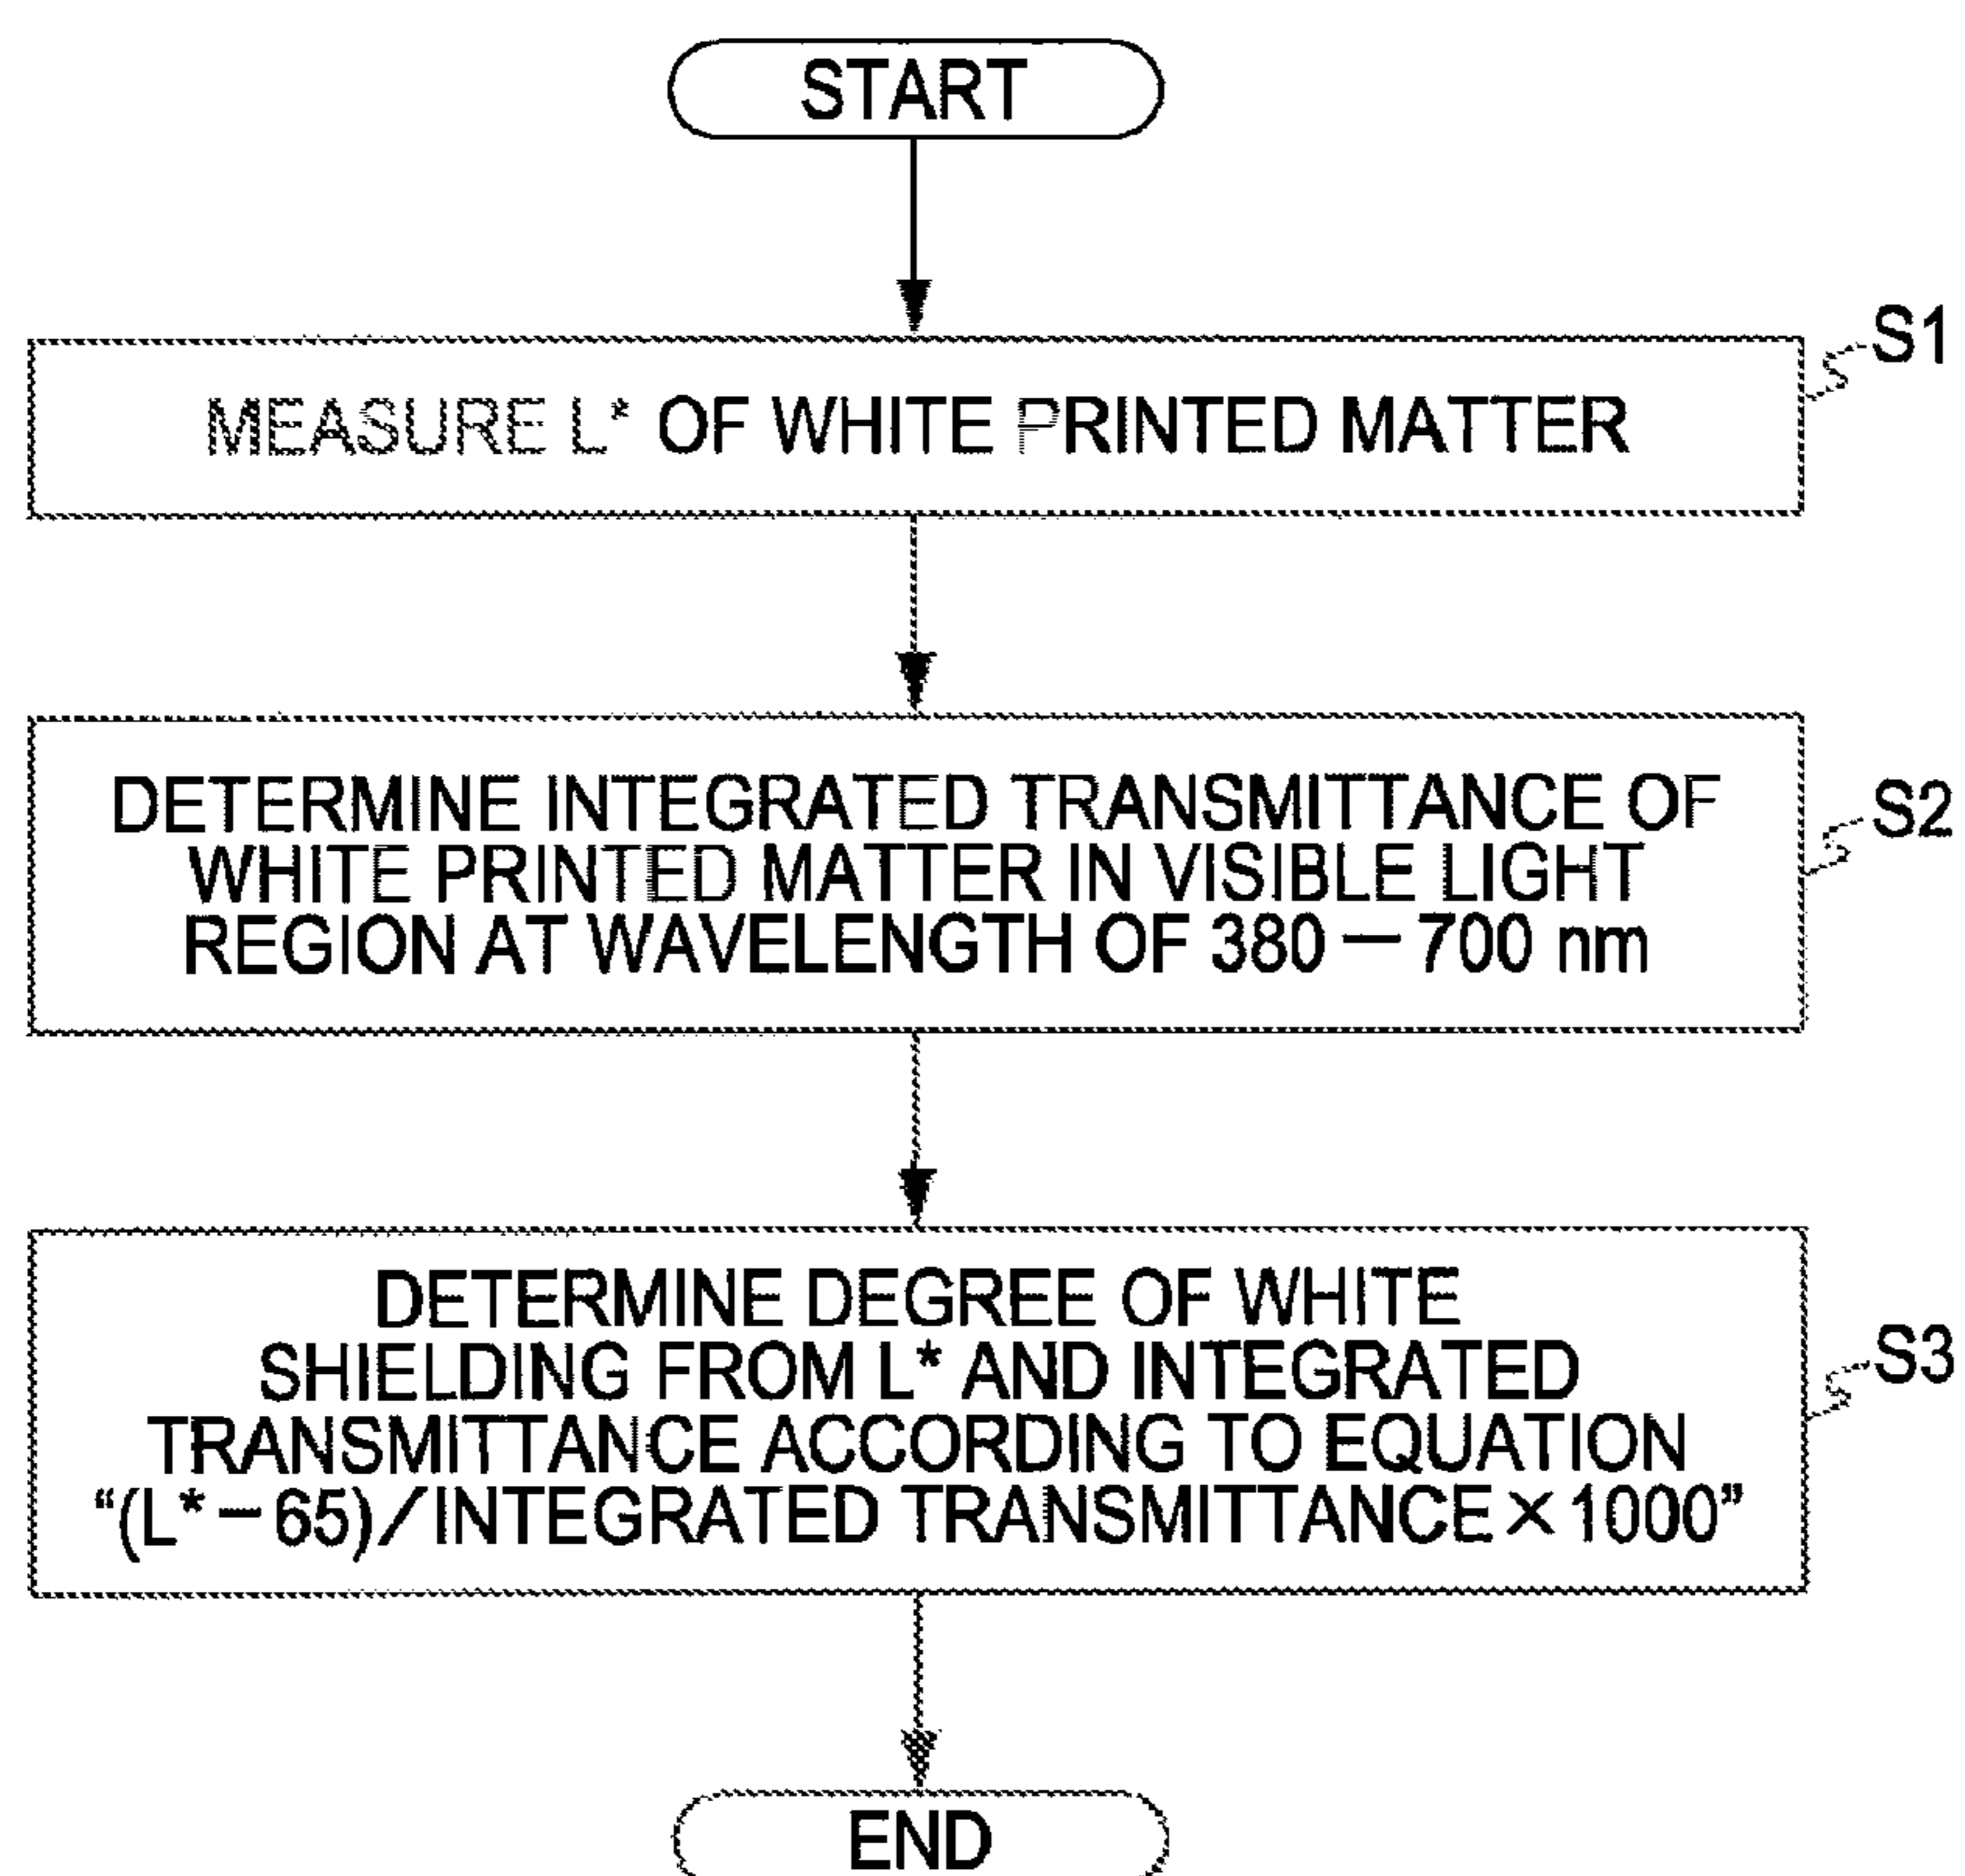 START
S1
MEASURE L* OF WHITE PRINTED MATTER
S2
DETERMINE INTEGRATED TRANSMITTANCE OF
WHITE PRINTED MATTER IN VISIBLE LIGHT
REGION AT WAVELENGTH OF 380－700 nm
S3
DETERMINE DEGREE OF WHITE
SHIELDING FROM L* AND INTEGRATED
TRANSMITTANCE ACCORDING TO EQUATION
“(L*－65)/INTEGRATED TRANSMITTANCE×1000”
END